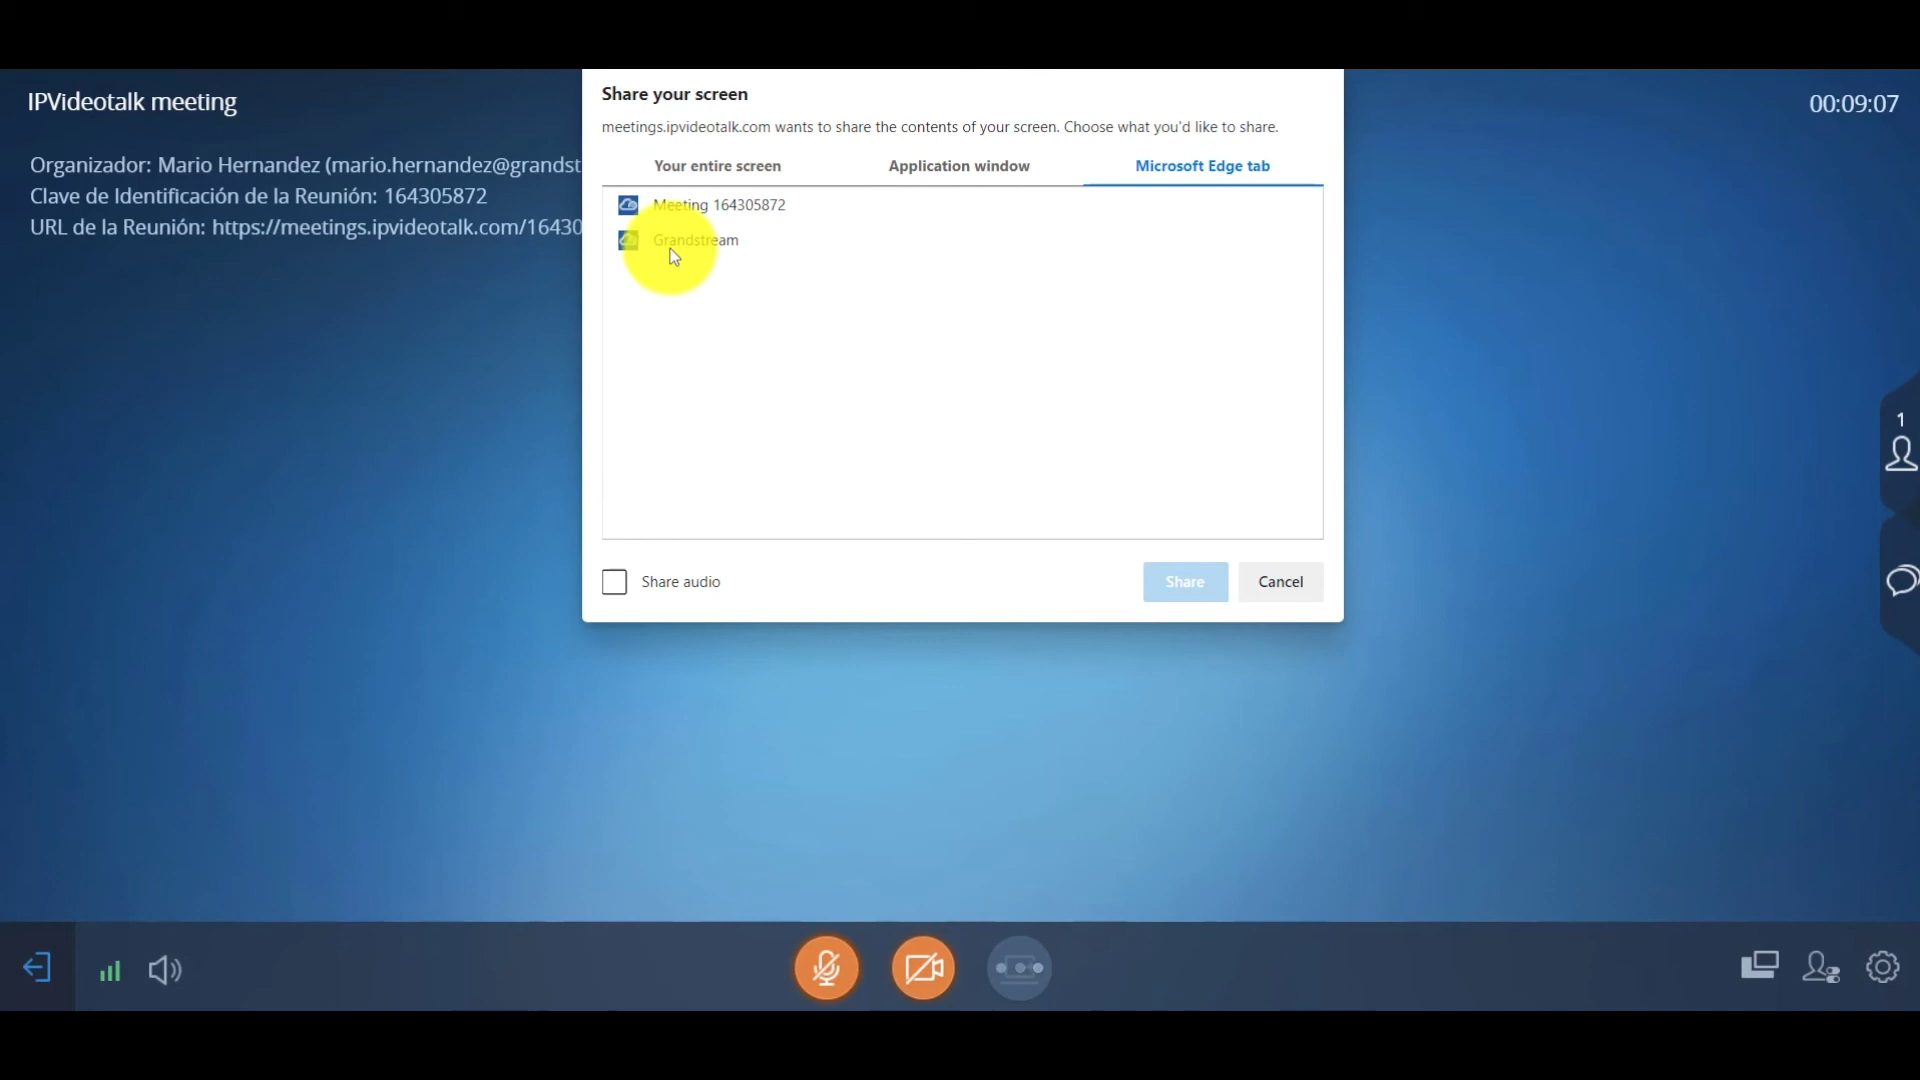 IPVideotalk meeting
Organizador: Mario Hernandez (mario.hernandez@grandst
Clave de Identificación de la Reunión: 164305872
URL de la Reunión: https://meetings.ipvideotalk.com/16430
Share your screen
meetings.ipvideotalk.com wants to share the contents of your screen. Choose what you'd like to share.
Your entire screen
Application window
Microsoft Edge tab
Meeting 164305872
Grandstream
Share audio
Share
Cancel
00:09:07
1